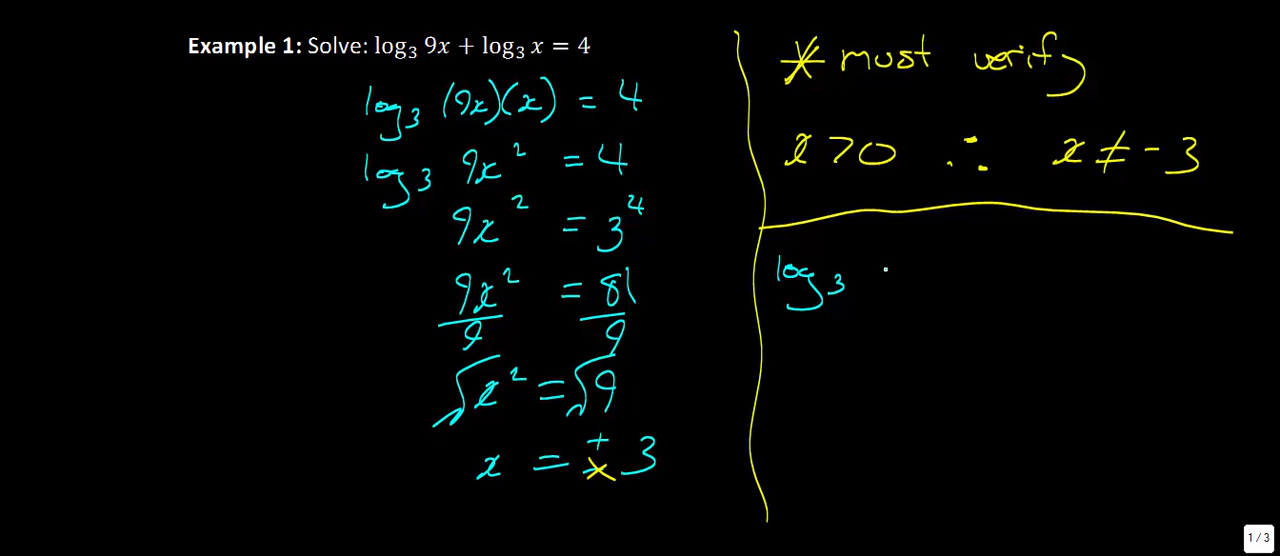 Example 1: Solve: log₃ 9x + log₃ x = 4
log₃ (9x)(x) = 4
log₃ 9x² = 4
9x² = 3⁴
9x² = 81
9 9
√x² = √9
x = ± 3
* must verify
x > 0 ∴ x ≠ -3
log₃
1 / 3